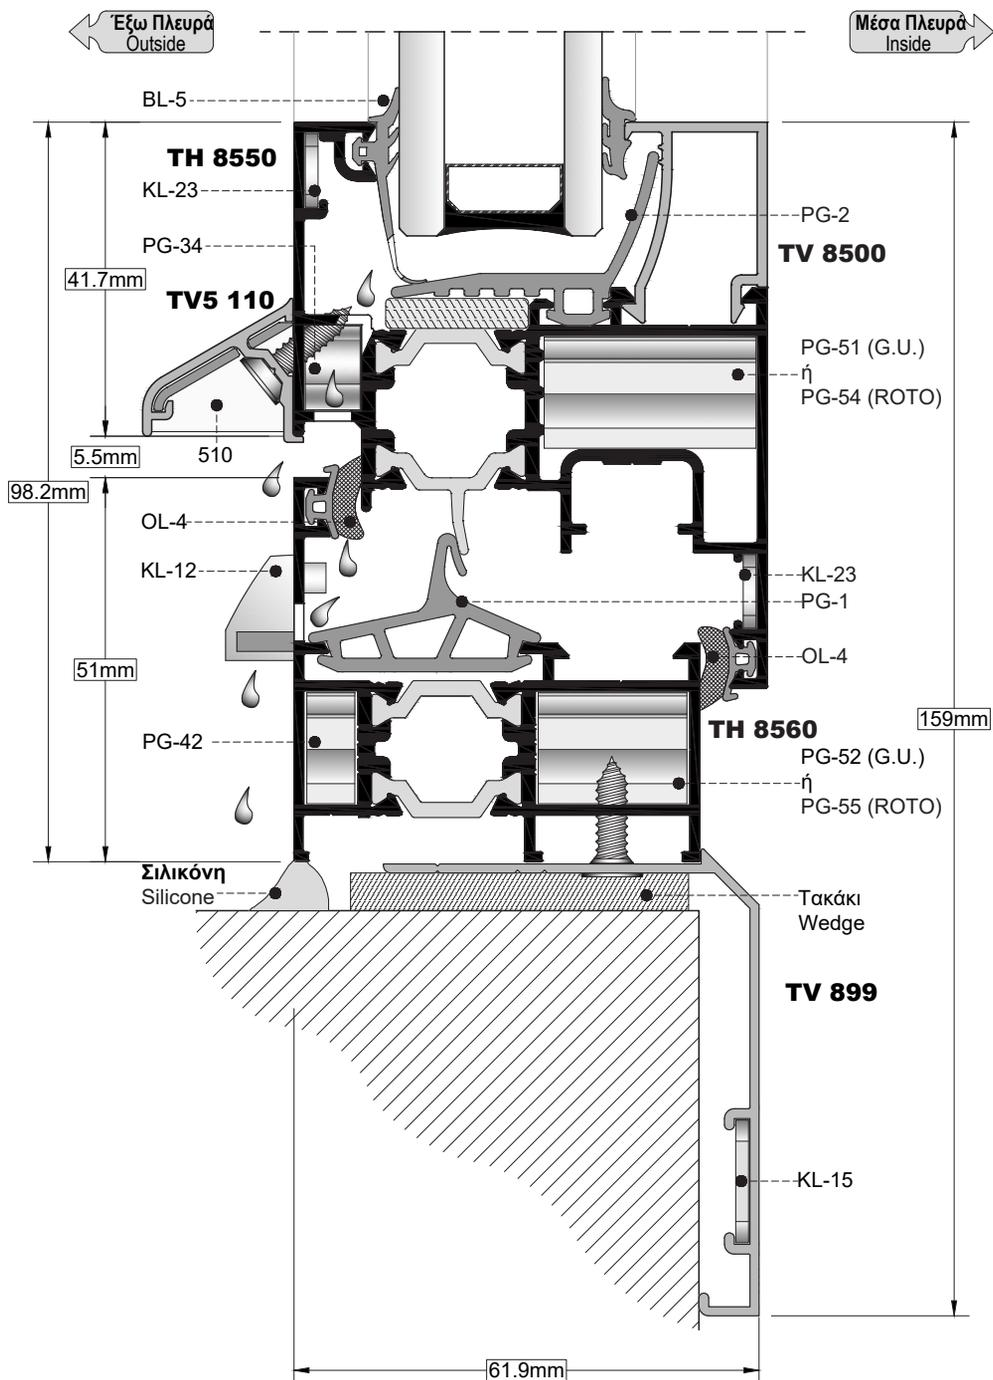 Έξω Πλευρά
Outside
Μέσα Πλευρά
Inside
BL-5
TH 8550
KL-23
PG-34
41.7mm
TV5 110
510
5.5mm
98.2mm
OL-4
KL-12
51mm
PG-42
Σιλικόνη
Silicone
PG-2
TV 8500
PG-51 (G.U.)
ή
PG-54 (ROTO)
KL-23
PG-1
OL-4
159mm
TH 8560
PG-52 (G.U.)
ή
PG-55 (ROTO)
Τακάκι
Wedge
TV 899
KL-15
61.9mm